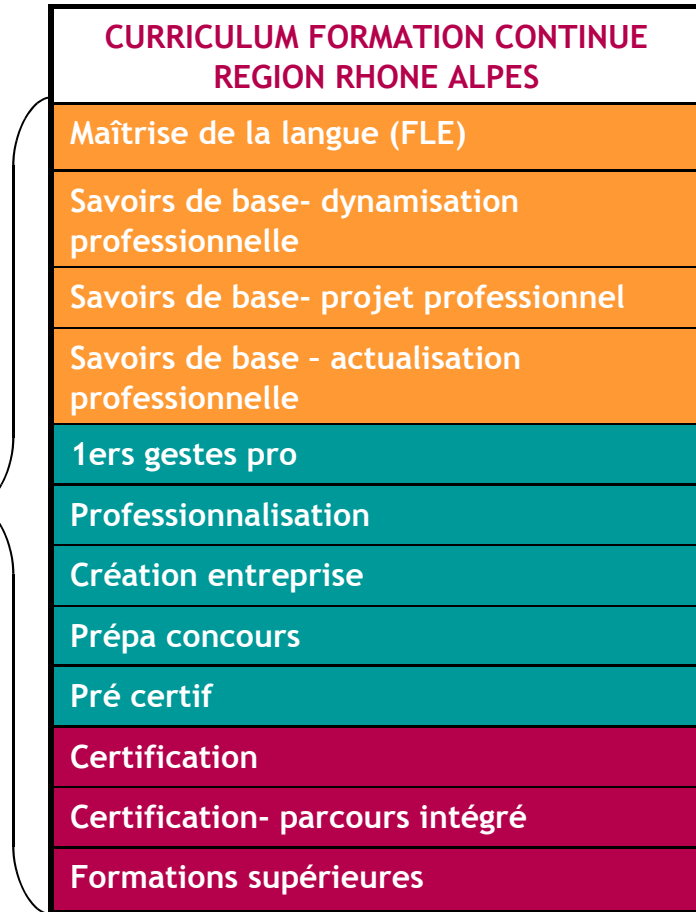 CURRICULUM FORMATION CONTINUE
REGION RHONE ALPES
Maîtrise de la langue (FLE)
Savoirs de base- dynamisation
professionnelle
Savoirs de base- projet professionnel
Savoirs de base – actualisation
professionnelle
1ers gestes pro
Professionnalisation
Création entreprise
Prépa concours
Pré certif
Certification
Certification- parcours intégré
Formations supérieures